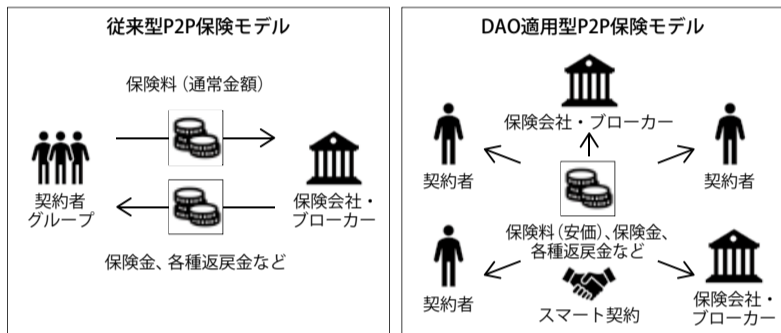 従来型P2P保険モデル
保険料（通常金額）
契約者
グループ
保険会社・
ブローカー
保険金、各種返戻金など
DAO適用型P2P保険モデル
保険会社・ブローカー
契約者
契約者
保険料（安価）、保険金、
各種返戻金など
契約者
スマート契約
保険会社・
ブローカー